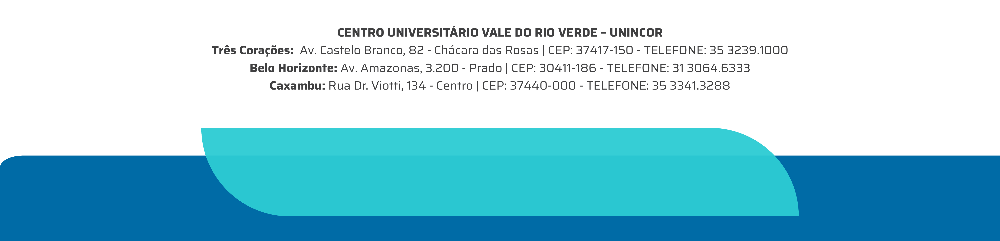 CENTRO UNIVERSITÁRIO VALE DO RIO VERDE – UNINCOR
Três Corações: Av. Castelo Branco, 82 - Chácara das Rosas | CEP: 37417-150 - TELEFONE: 35 3239.1000
Belo Horizonte: Av. Amazonas, 3.200 - Prado | CEP: 30411-186 - TELEFONE: 31 3064.6333
Caxambu: Rua Dr. Viotti, 134 - Centro | CEP: 37440-000 - TELEFONE: 35 3341.3288